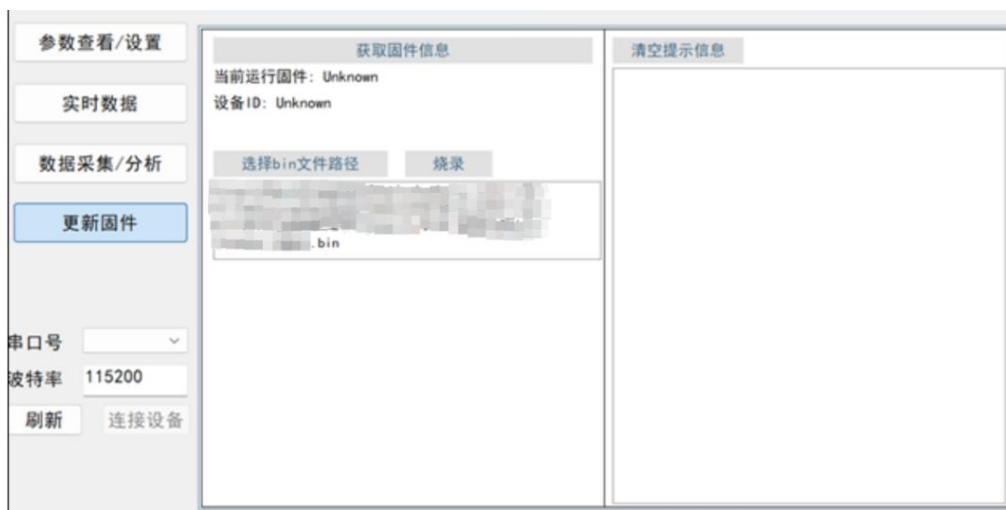 参数查看/设置
实时数据
数据采集/分析
更新固件
串口号
波特率 115200
刷新 连接设备
获取固件信息
当前运行固件: Unknown
设备ID: Unknown
选择bin文件路径 烧录
.bin
清空提示信息